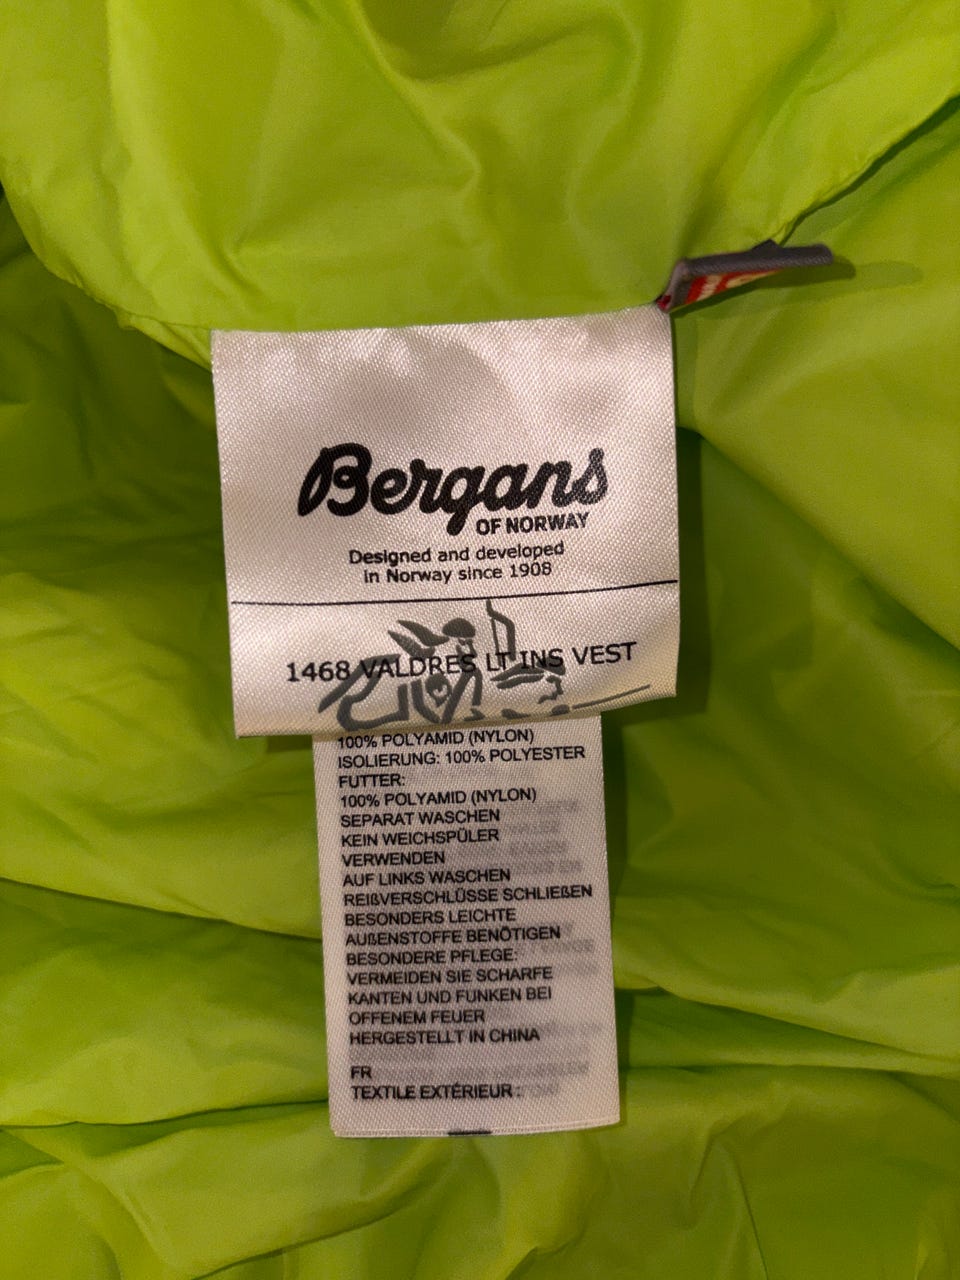 Bergans
OF NORWAY
Designed and developed
in Norway since 1908
1468 VALDRES LT INS VEST
100% POLYAMID (NYLON)
ISOLIERUNG: 100% POLYESTER
FUTTER:
100% POLYAMID (NYLON)
SEPARAT WASCHEN
KEIN WEICHSPÜLER
VERWENDEN
AUF LINKS WASCHEN
REIßVERSCHLÜSSE SCHLIEßEN
BESONDERS LEICHTE
AUßENSTOFFE BENÖTIGEN
BESONDERE PFLEGE:
VERMEIDEN SIE SCHARFE
KANTEN UND FUNKEN BEI
OFFENEM FEUER
HERGESTELLT IN CHINA
FR
TEXTILE EXTÉRIEUR :